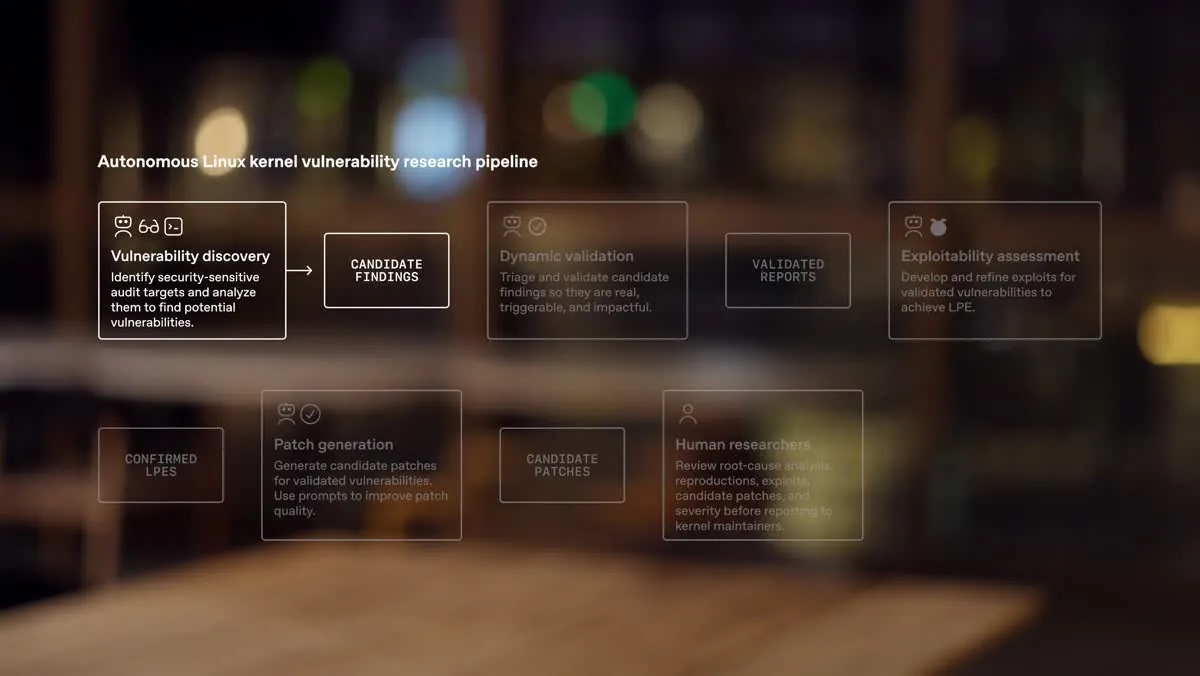 Autonomous Linux kernel vulnerability research pipeline
Vulnerability discovery
Identify security-sensitive
audit targets and analyze
them to find potential
vulnerabilities.
CANDIDATE
FINDINGS
Dynamic validation
Triage and validate candidate
findings so they are real,
triggerable, and impactful.
VALIDATED
REPORTS
Exploitability assessment
Develop and refine exploits for
validated vulnerabilities to
achieve LPE.
CONFIRMED
LPES
Patch generation
Generate candidate patches
for validated vulnerabilities.
Use prompts to improve patch
quality.
CANDIDATE
PATCHES
Human researchers
Review root-cause analysis,
reproductions, exploits,
candidate patches, and
severity before reporting to
kernel maintainers.